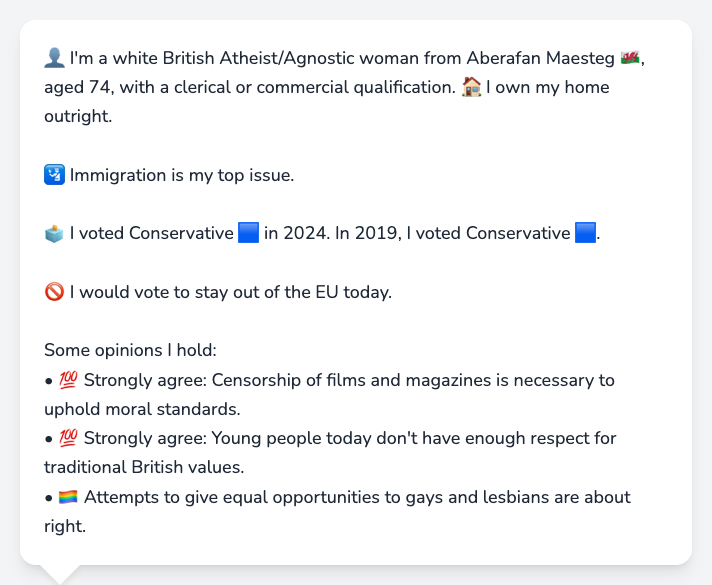 👤 I'm a white British Atheist/Agnostic woman from Aberafan Maesteg 🏴󠁧󠁢󠁷󠁬󠁳󠁿,
aged 74, with a clerical or commercial qualification. 🏠 I own my home
outright.
🛂 Immigration is my top issue.
🗳️ I voted Conservative 🟦 in 2024. In 2019, I voted Conservative 🟦.
🚫 I would vote to stay out of the EU today.
Some opinions I hold:
• 💯 Strongly agree: Censorship of films and magazines is necessary to
uphold moral standards.
• 💯 Strongly agree: Young people today don't have enough respect for
traditional British values.
• 🏳️‍🌈 Attempts to give equal opportunities to gays and lesbians are about
right.